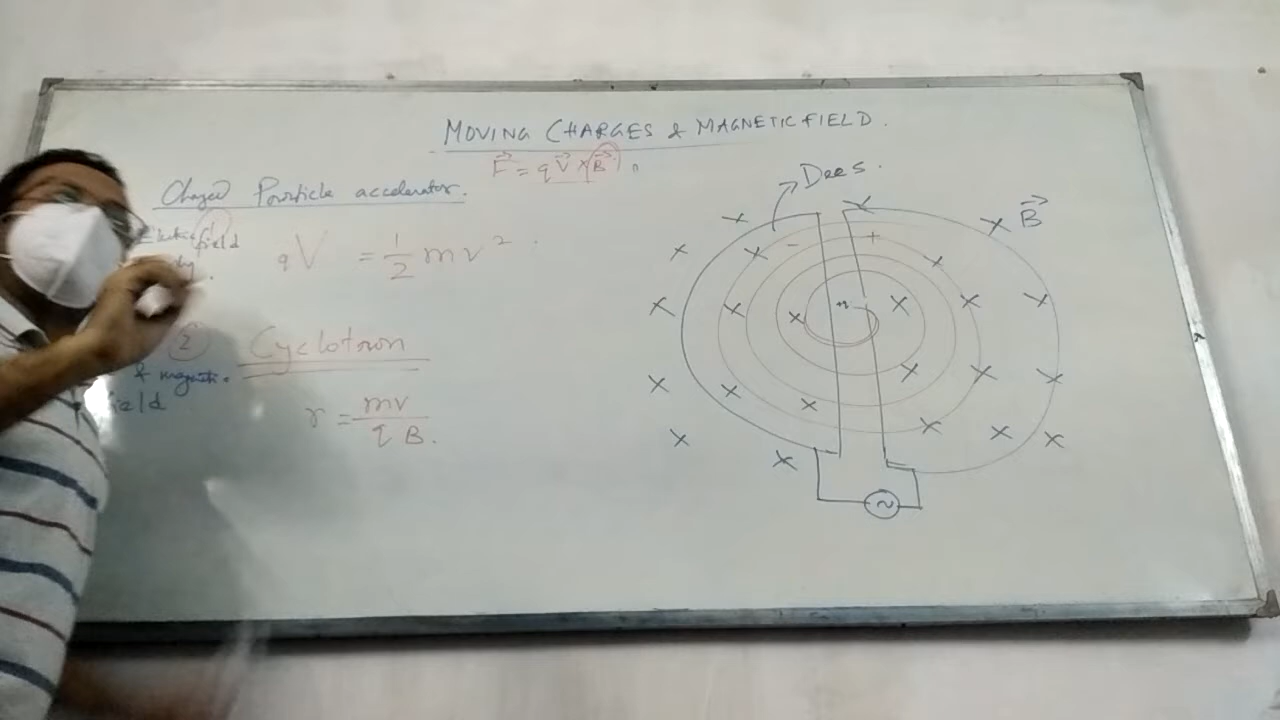 MOVING CHARGES & MAGNETIC FIELD.
F = q V × B.
Charged Particle accelerator.
1
field
qV = 1/2 mv²
2
Cyclotron
& magnetic
field
r = mv / qB.
Dees.
B
- +
~